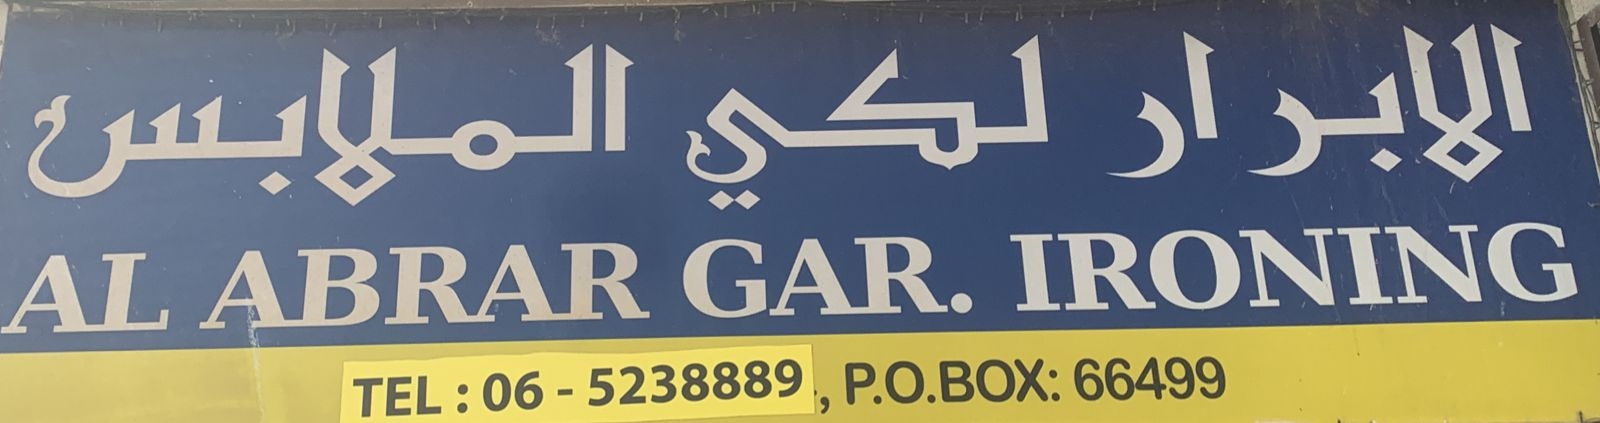 الابرار لكي الملابس
AL ABRAR GAR. IRONING
TEL : 06 - 5238889 , P.O.BOX: 66499